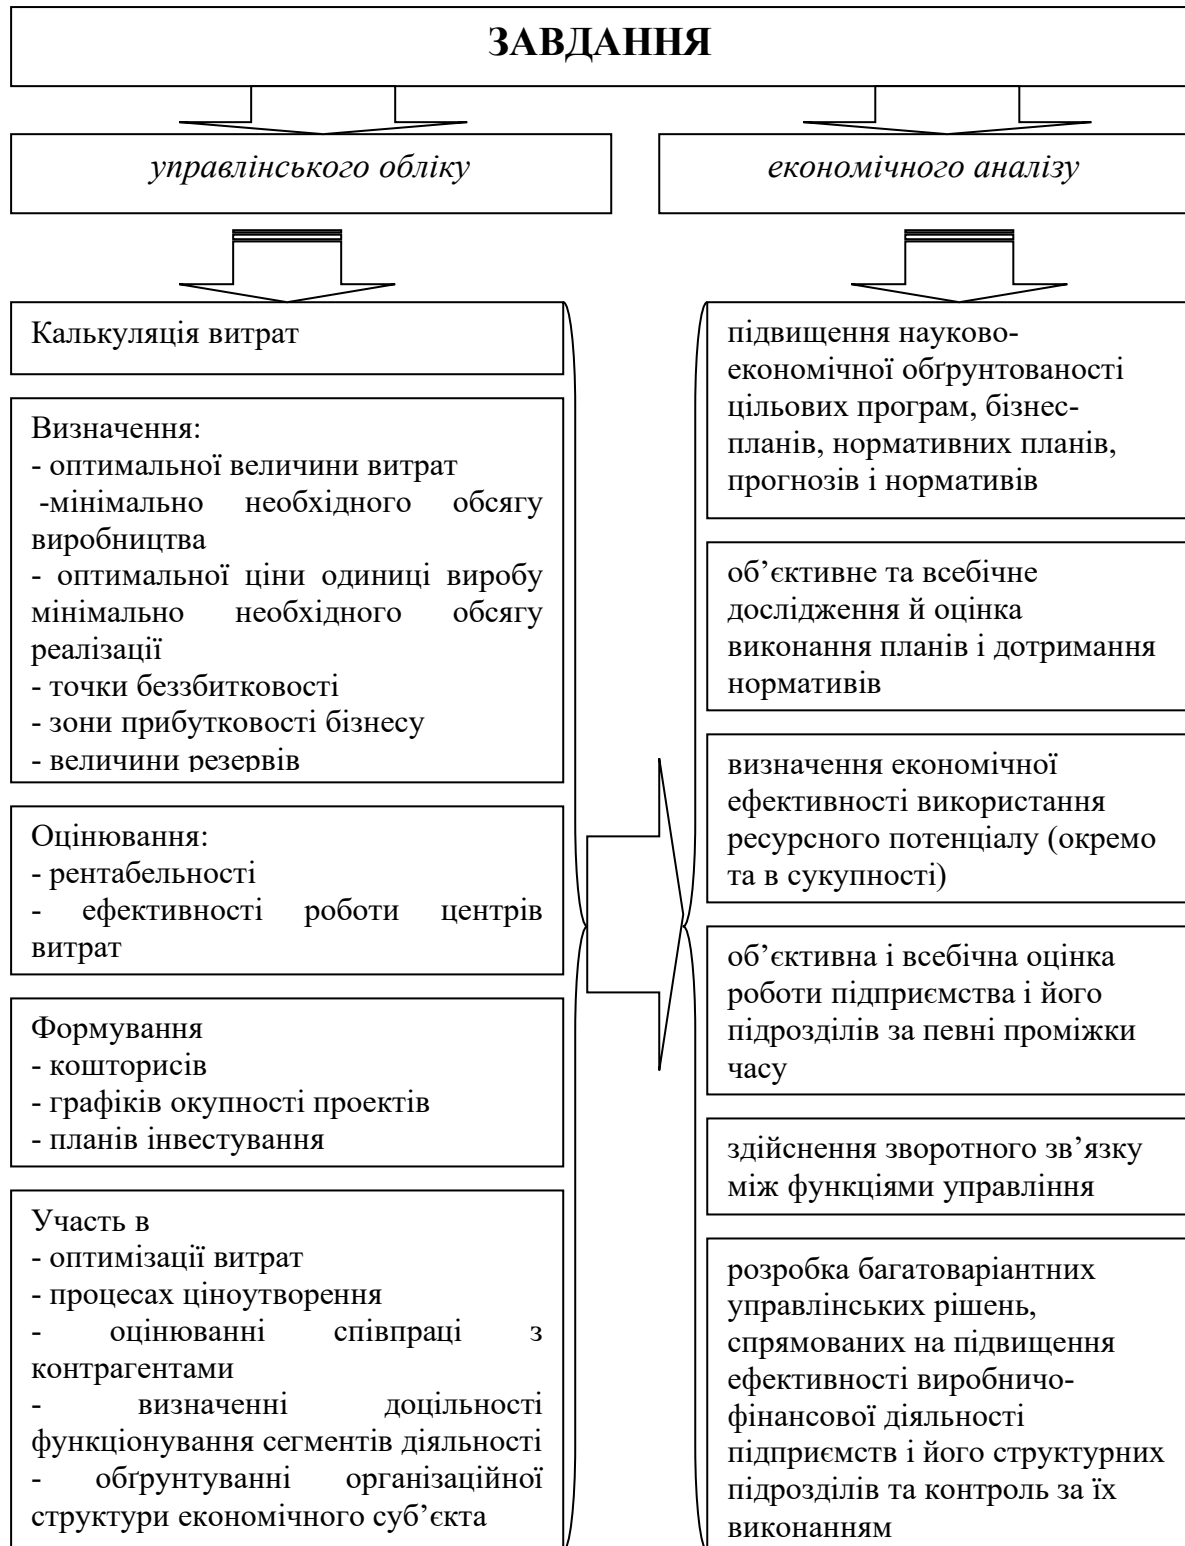 ЗАВДАННЯ
управлінського обліку
економічного аналізу
Калькуляція витрат
Визначення:
- оптимальної величини витрат
-мінімально необхідного обсягу
виробництва
- оптимальної ціни одиниці виробу
мінімально необхідного обсягу
реалізації
- точки беззбитковості
- зони прибутковості бізнесу
- величини резервів
Оцінювання:
- рентабельності
- ефективності роботи центрів
витрат
Формування
- кошторисів
- графіків окупності проектів
- планів інвестування
Участь в
- оптимізації витрат
- процесах ціноутворення
- оцінюванні співпраці з
контрагентами
- визначенні доцільності
функціонування сегментів діяльності
- обґрунтуванні організаційної
структури економічного суб’єкта
підвищення науково-
економічної обґрунтованості
цільових програм, бізнес-
планів, нормативних планів,
прогнозів і нормативів
об’єктивне та всебічне
дослідження й оцінка
виконання планів і дотримання
нормативів
визначення економічної
ефективності використання
ресурсного потенціалу (окремо
та в сукупності)
об’єктивна і всебічна оцінка
роботи підприємства і його
підрозділів за певні проміжки
часу
здійснення зворотного зв’язку
між функціями управління
розробка багатоваріантних
управлінських рішень,
спрямованих на підвищення
ефективності виробничо-
фінансової діяльності
підприємств і його структурних
підрозділів та контроль за їх
виконанням